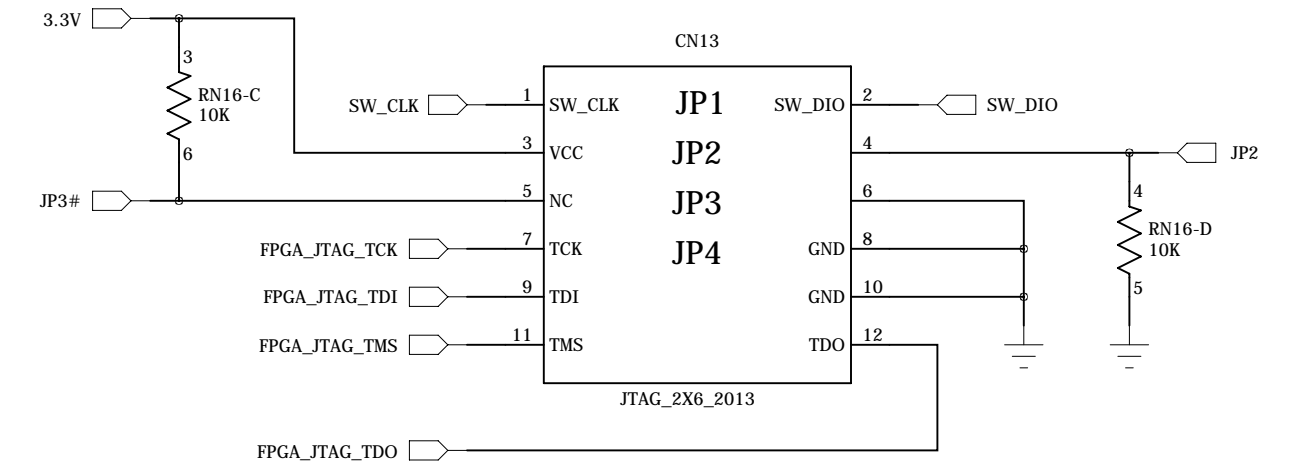 3.3V
CN13
3
RN16-C
10K
6
SW_CLK
1
SW_CLK
JP1
SW_DIO
2
SW_DIO
3
VCC
JP2
4
JP2
JP3#
5
NC
JP3
6
4
RN16-D
10K
5
FPGA_JTAG_TCK
7
TCK
JP4
GND
8
FPGA_JTAG_TDI
9
TDI
GND
10
FPGA_JTAG_TMS
11
TMS
TDO
12
JTAG_2X6_2013
FPGA_JTAG_TDO